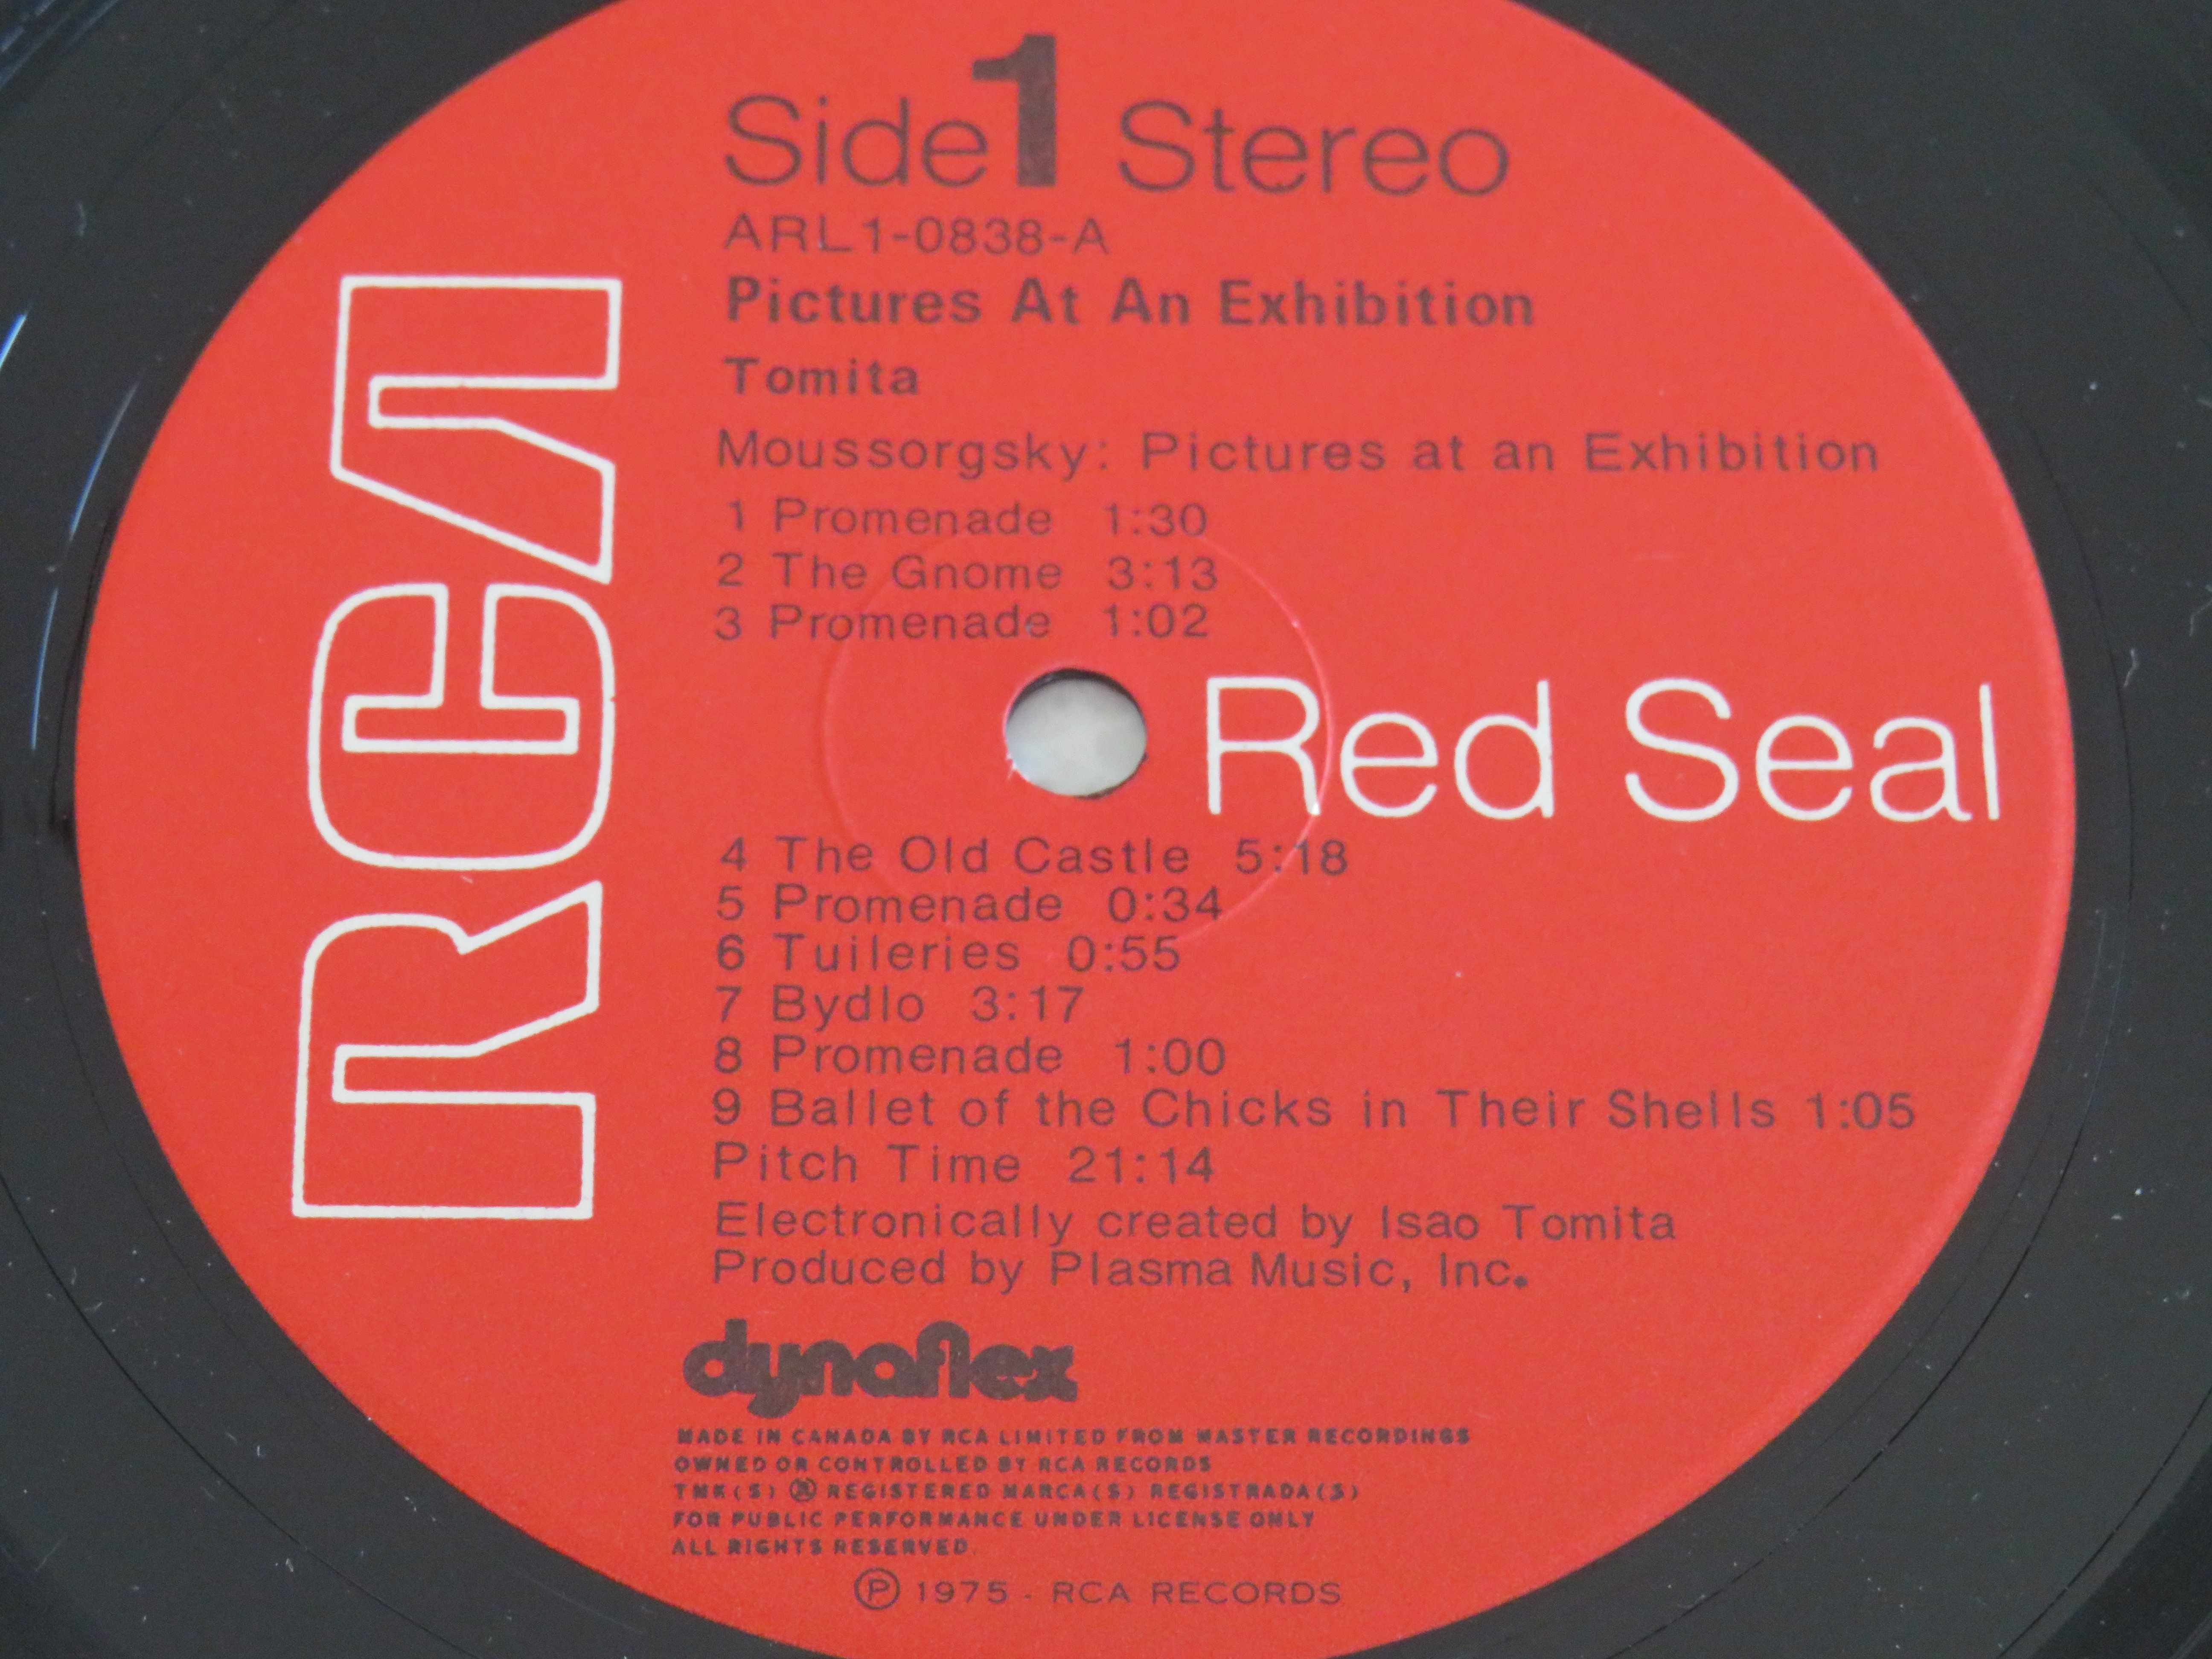 Side 1 Stereo
ARL1-0838-A
Pictures At An Exhibition
Tomita
Moussorgsky: Pictures at an Exhibition
1 Promenade 1:30
2 The Gnome 3:13
3 Promenade 1:02
RCA
Red Seal
4 The Old Castle 5:18
5 Promenade 0:34
6 Tuileries 0:55
7 Bydlo 3:17
8 Promenade 1:00
9 Ballet of the Chicks in Their Shells 1:05
Pitch Time 21:14
Electronically created by Isao Tomita
Produced by Plasma Music, Inc.
dynaflex
MADE IN CANADA BY RCA LIMITED FROM MASTER RECORDINGS
OWNED OR CONTROLLED BY RCA RECORDS
TMK(S) ® REGISTERED MARCA(S) REGISTRADA(S)
FOR PUBLIC PERFORMANCE UNDER LICENSE ONLY
ALL RIGHTS RESERVED.
℗ 1975 - RCA RECORDS